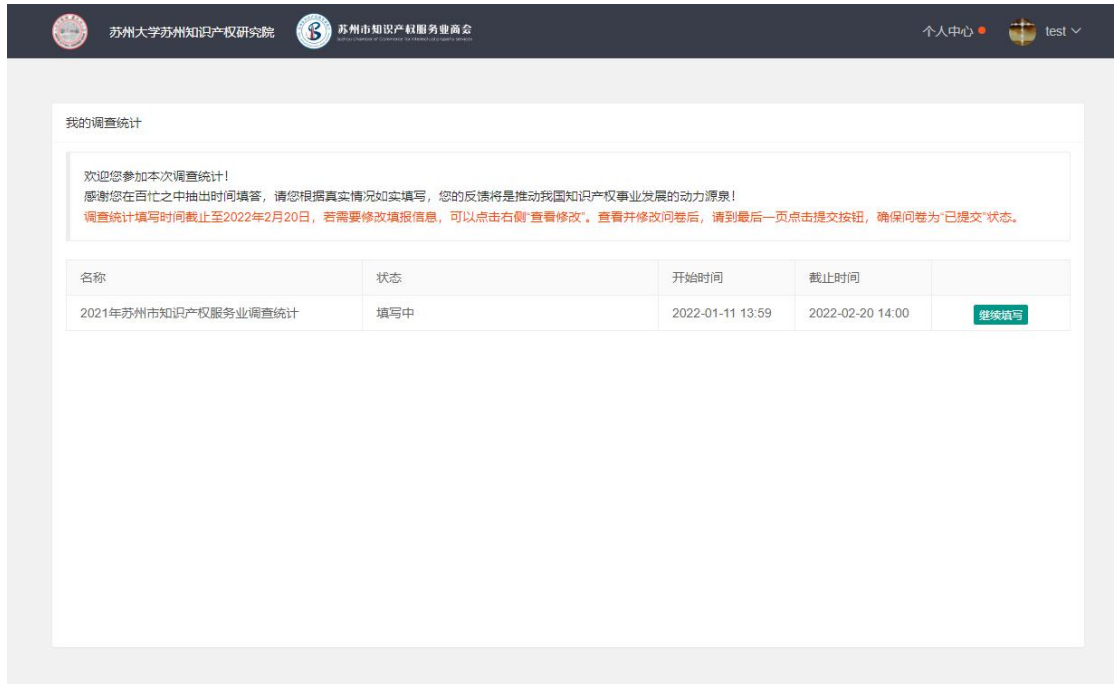 苏州大学苏州知识产权研究院
苏州市知识产权服务业商会
个人中心
test
我的调查统计
欢迎您参加本次调查统计！
感谢您在百忙之中抽出时间填答，请您根据真实情况如实填写，您的反馈将是推动我国知识产权事业发展的动力源泉！
调查统计填写时间截止至2022年2月20日，若需要修改填报信息，可以点击右侧“查看修改”。查看并修改问卷后，请到最后一页点击提交按钮，确保问卷为“已提交”状态。
名称 状态 开始时间 截止时间
2021年苏州市知识产权服务业调查统计 填写中 2022-01-11 13:59 2022-02-20 14:00 继续填写